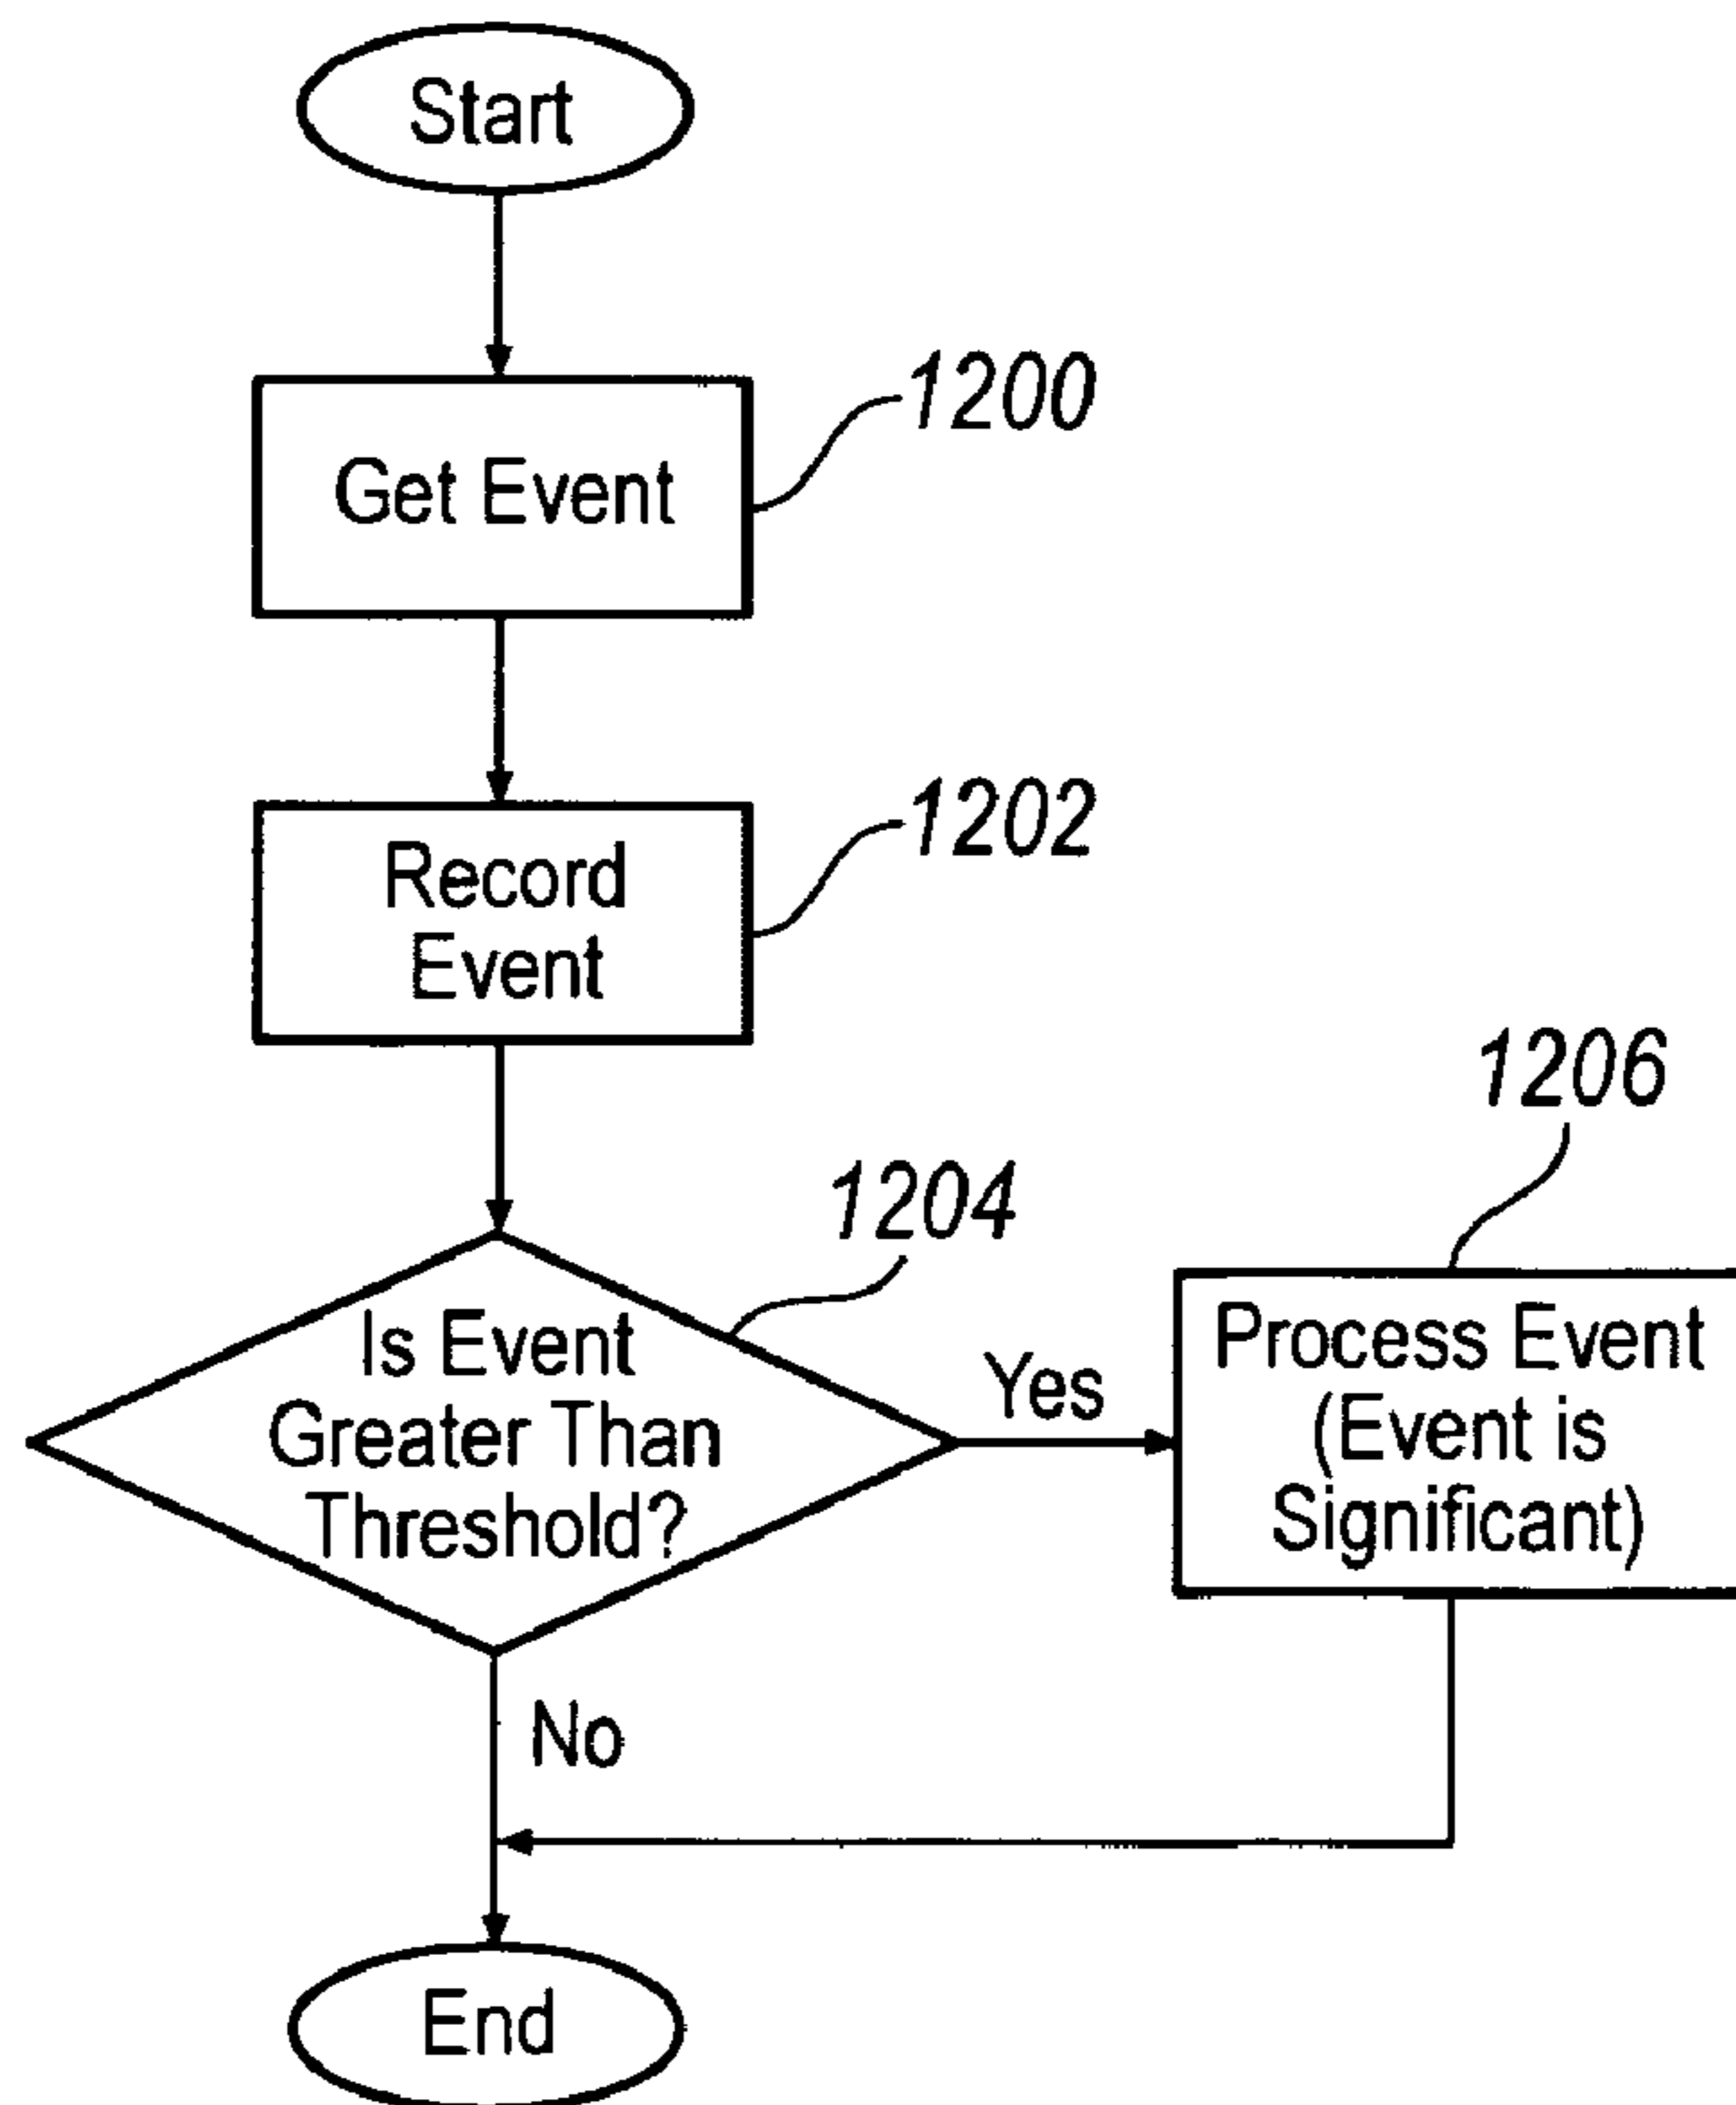 Start
Get Event
1200
Record
Event
1202
Is Event
Greater Than
Threshold?
1204
Yes
1206
Process Event
(Event is
Significant)
No
End